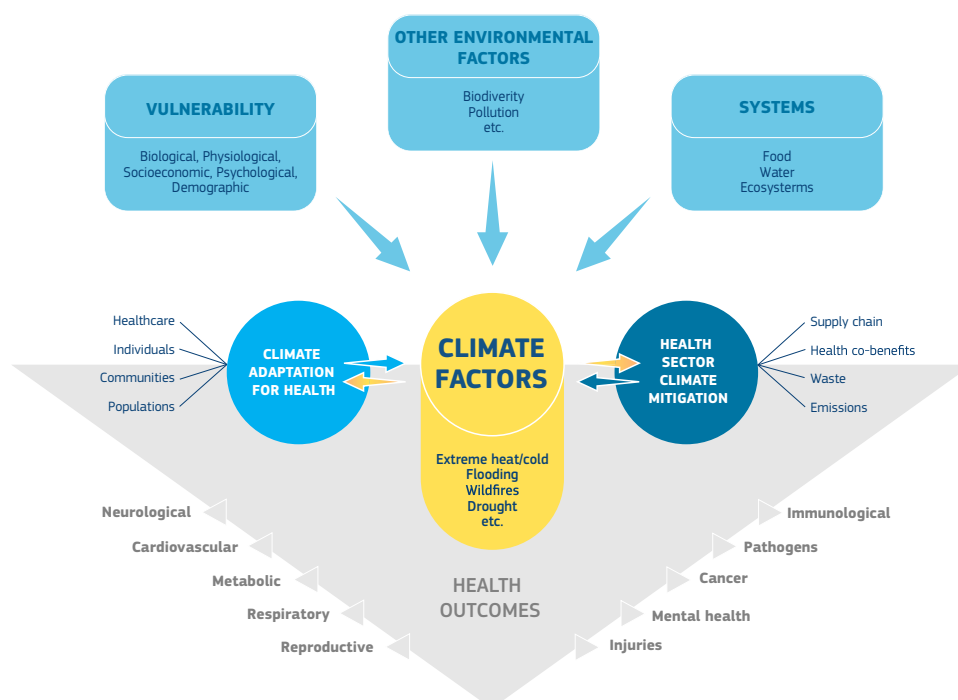 OTHER ENVIRONMENTAL
FACTORS
Biodiverity
Pollution
etc.
VULNERABILITY
Biological, Physiological,
Socioeconomic, Psychological,
Demographic
SYSTEMS
Food
Water
Ecosysterms
Healthcare
Individuals
Communities
Populations
CLIMATE
ADAPTATION
FOR HEALTH
CLIMATE
FACTORS
Extreme heat/cold
Flooding
Wildfires
Drought
etc.
HEALTH
SECTOR
CLIMATE
MITIGATION
Supply chain
Health co-benefits
Waste
Emissions
Neurological
Cardiovascular
Metabolic
Respiratory
Reproductive
HEALTH
OUTCOMES
Immunological
Pathogens
Cancer
Mental health
Injuries